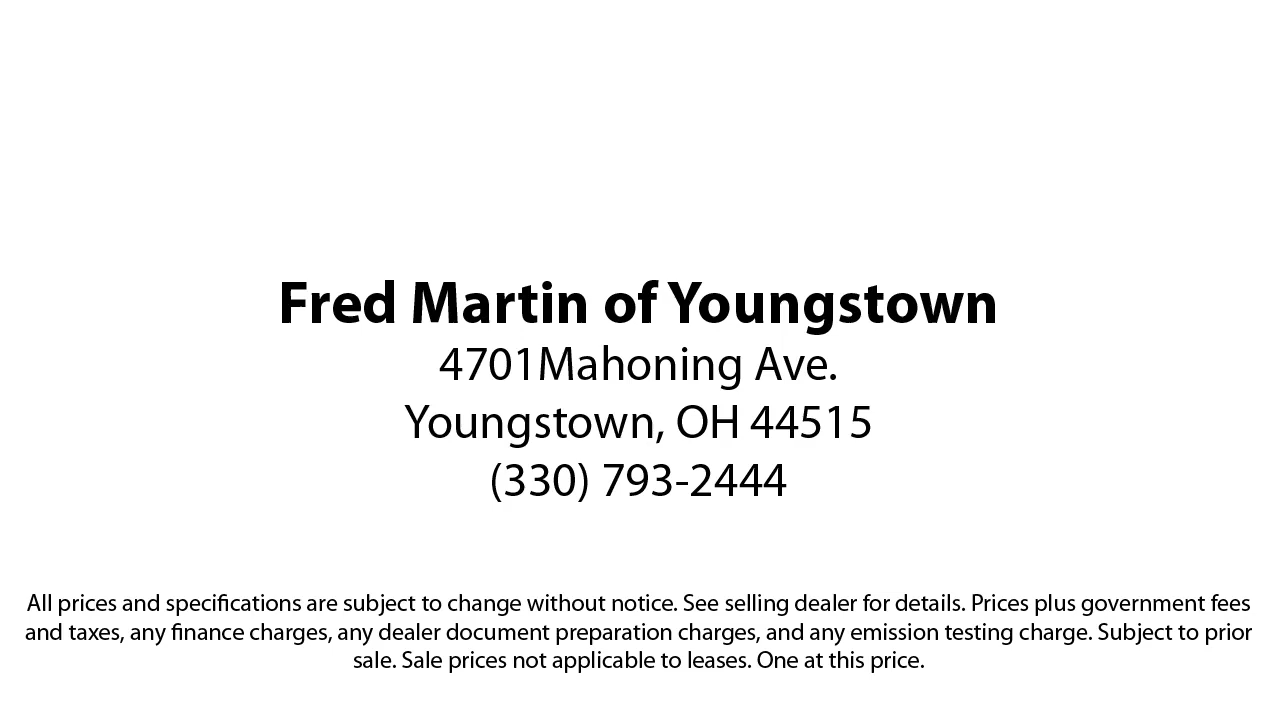 Fred Martin of Youngstown
4701Mahoning Ave.
Youngstown, OH 44515
(330) 793-2444
All prices and specifications are subject to change without notice. See selling dealer for details. Prices plus government fees
and taxes, any finance charges, any dealer document preparation charges, and any emission testing charge. Subject to prior
sale. Sale prices not applicable to leases. One at this price.